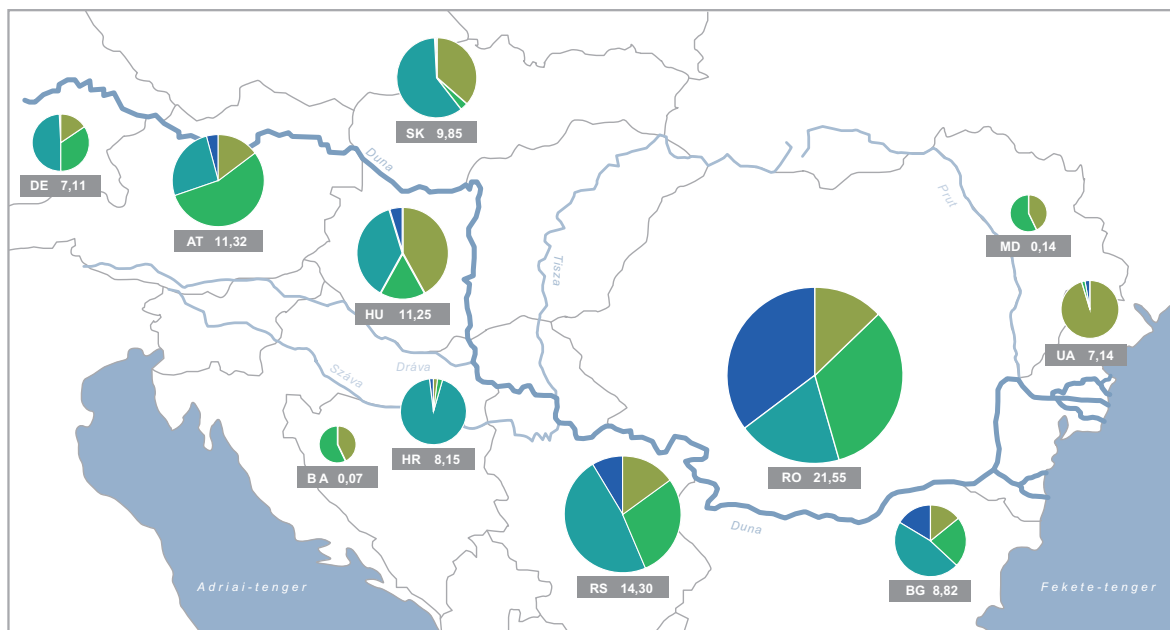 SK 9,85
Duna
DE 7,11
AT 11,32
Prut
MD 0,14
Tisza
HU 11,25
UA 7,14
Száva
Dráva
HR 8,15
BA 0,07
RO 21,55
Duna
RS 14,30
BG 8,82
Adriai-tenger
Fekete-tenger